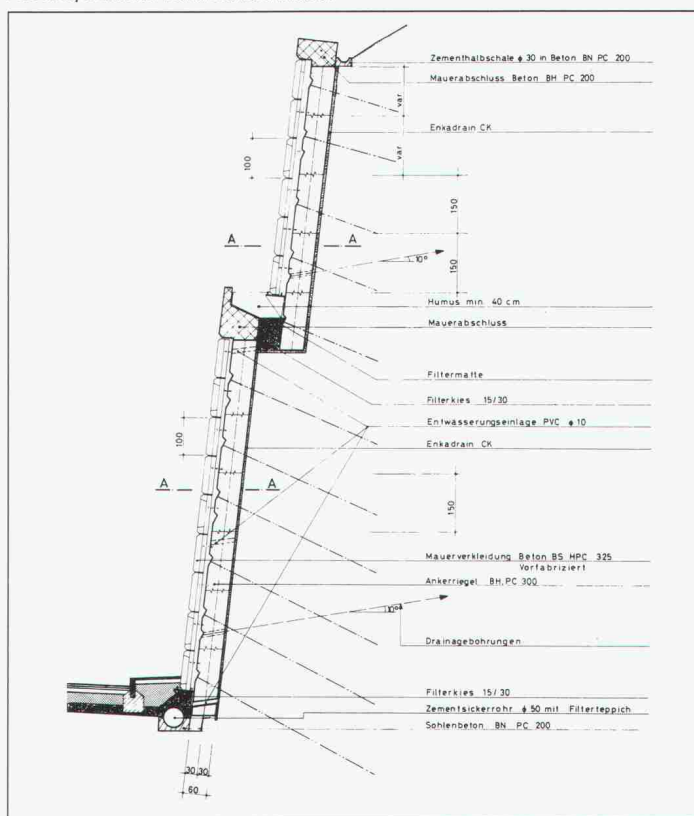 Zementhalbschale ϕ 30 in Beton BN PC 200
Mauerabschluss Beton BH PC 200
var
Enkadrain CK
var
100
150
A A
10°
150
Humus min. 40 cm
Mauerabschluss
Filtermatte
Filterkies 15/30
Entwässerungseinlage PVC ϕ 10
100
Enkadrain CK
A A
150
Mauerverkleidung Beton BS HPC 325
Vorfabriziert
Ankerriegel BH, PC 300
10°
Drainagebohrungen
Filterkies 15/30
Zementsickerrohr ϕ 50 mit Filterteppich
Sohlenbeton BN PC 200
30 30
60